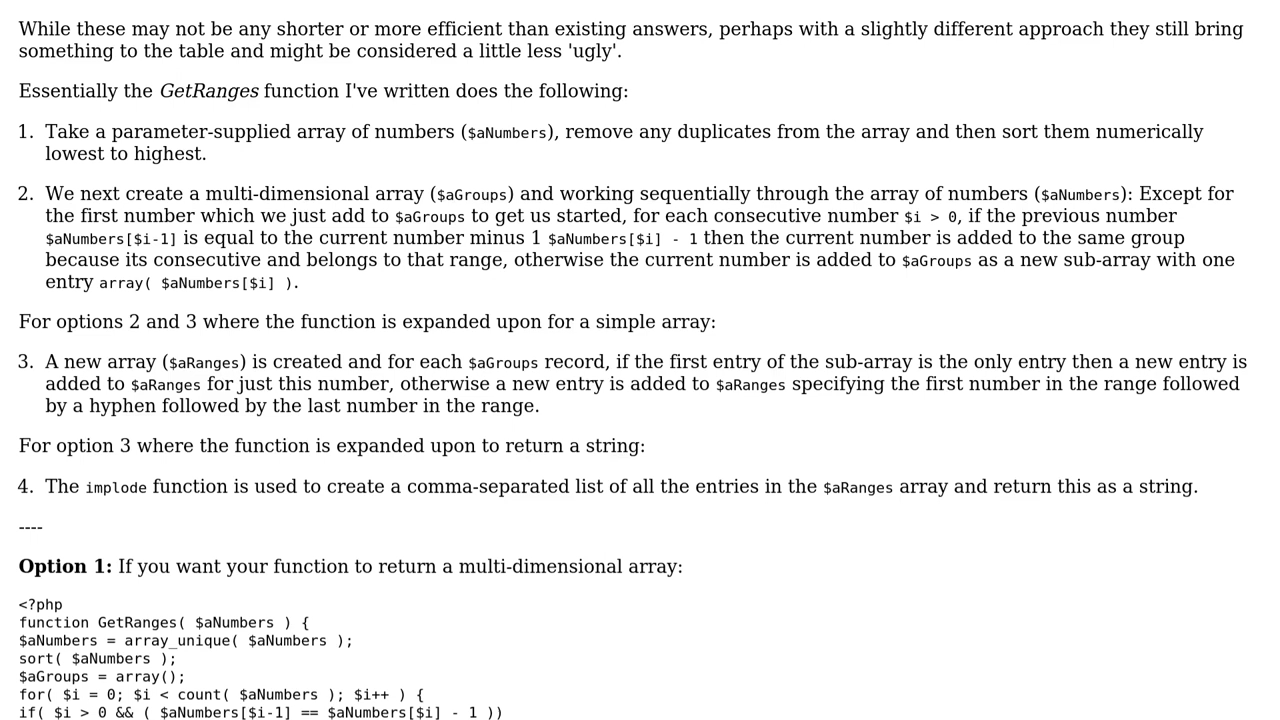 While these may not be any shorter or more efficient than existing answers, perhaps with a slightly different approach they still bring
something to the table and might be considered a little less 'ugly'.
Essentially the GetRanges function I've written does the following:
1. Take a parameter-supplied array of numbers ($aNumbers), remove any duplicates from the array and then sort them numerically
lowest to highest.
2. We next create a multi-dimensional array ($aGroups) and working sequentially through the array of numbers ($aNumbers): Except for
the first number which we just add to $aGroups to get us started, for each consecutive number $i > 0, if the previous number
$aNumbers[$i-1] is equal to the current number minus 1 $aNumbers[$i] - 1 then the current number is added to the same group
because its consecutive and belongs to that range, otherwise the current number is added to $aGroups as a new sub-array with one
entry array( $aNumbers[$i] ).
For options 2 and 3 where the function is expanded upon for a simple array:
3. A new array ($aRanges) is created and for each $aGroups record, if the first entry of the sub-array is the only entry then a new entry is
added to $aRanges for just this number, otherwise a new entry is added to $aRanges specifying the first number in the range followed
by a hyphen followed by the last number in the range.
For option 3 where the function is expanded upon to return a string:
4. The implode function is used to create a comma-separated list of all the entries in the $aRanges array and return this as a string.
----
Option 1: If you want your function to return a multi-dimensional array:
<?php
function GetRanges( $aNumbers ) {
$aNumbers = array_unique( $aNumbers );
sort( $aNumbers );
$aGroups = array();
for( $i = 0; $i < count( $aNumbers ); $i++ ) {
if( $i > 0 && ( $aNumbers[$i-1] == $aNumbers[$i] - 1 ))